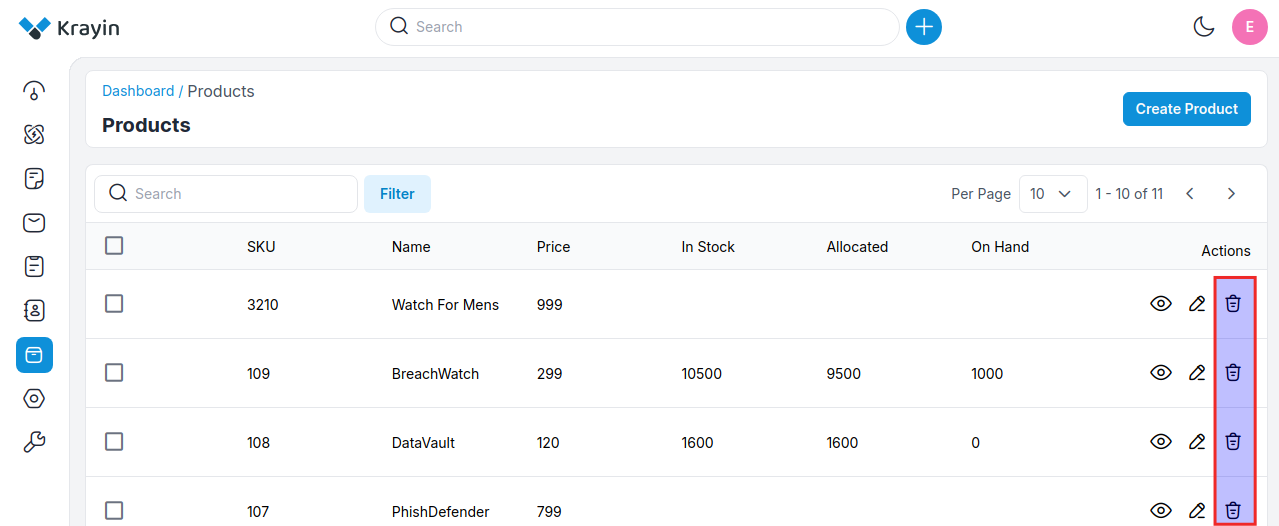 Krayin
Search
E
Dashboard / Products
Products
Create Product
Search
Filter
Per Page 10 1 - 10 of 11
SKU Name Price In Stock Allocated On Hand Actions
3210 Watch For Mens 999
109 BreachWatch 299 10500 9500 1000
108 DataVault 120 1600 1600 0
107 PhishDefender 799